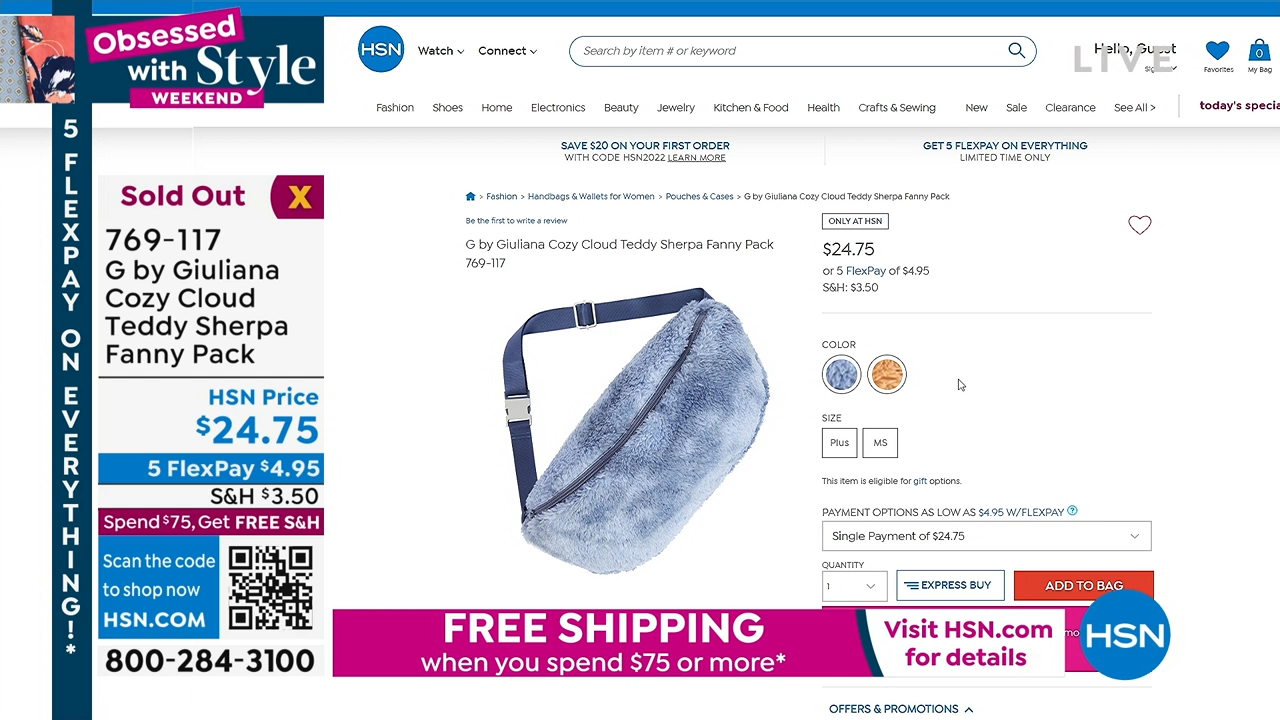 Obsessed
with Style
WEEKEND
5 FLEXPAY ON EVERYTHING!*
Sold Out X
769-117
G by Giuliana
Cozy Cloud
Teddy Sherpa
Fanny Pack
HSN Price
$24.75
5 FlexPay $4.95
S&H $3.50
Spend $75, Get FREE S&H
Scan the code
to shop now
HSN.COM
800-284-3100
HSN
Watch
Connect
Search by item # or keyword
Hello, Guest
LIVE
Favorites
0
My Bag
Fashion Shoes Home Electronics Beauty Jewelry Kitchen & Food Health Crafts & Sewing New Sale Clearance See All > today's specia
SAVE $20 ON YOUR FIRST ORDER
WITH CODE HSN2022 LEARN MORE
GET 5 FLEXPAY ON EVERYTHING
LIMITED TIME ONLY
> Fashion > Handbags & Wallets for Women > Pouches & Cases > G by Giuliana Cozy Cloud Teddy Sherpa Fanny Pack
Be the first to write a review
G by Giuliana Cozy Cloud Teddy Sherpa Fanny Pack
769-117
ONLY AT HSN
$24.75
or 5 FlexPay of $4.95
S&H: $3.50
COLOR
SIZE
Plus MS
This item is eligible for gift options.
PAYMENT OPTIONS AS LOW AS $4.95 W/FLEXPAY ?
Single Payment of $24.75
QUANTITY
1
EXPRESS BUY
ADD TO BAG
FREE SHIPPING
when you spend $75 or more*
Visit HSN.com
for details
HSN
OFFERS & PROMOTIONS